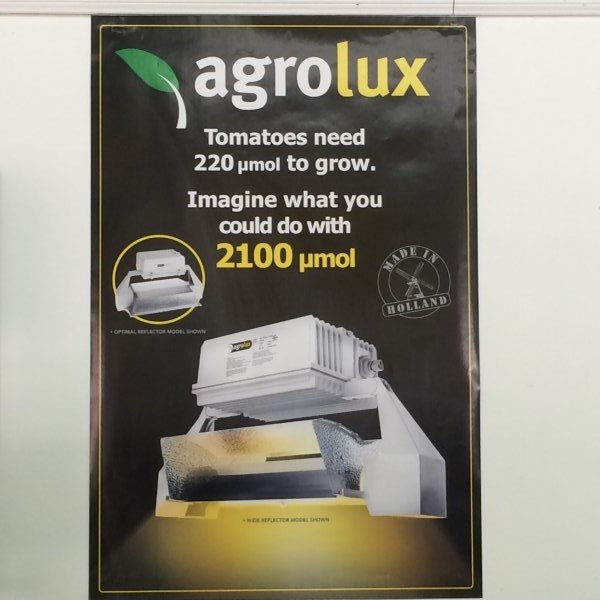 agrolux
Tomatoes need
220 µmol to grow.
Imagine what you
could do with
2100 µmol
MADE IN
HOLLAND
• OPTIMAL REFLECTOR MODEL SHOWN
agrolux
• WIDE REFLECTOR MODEL SHOWN